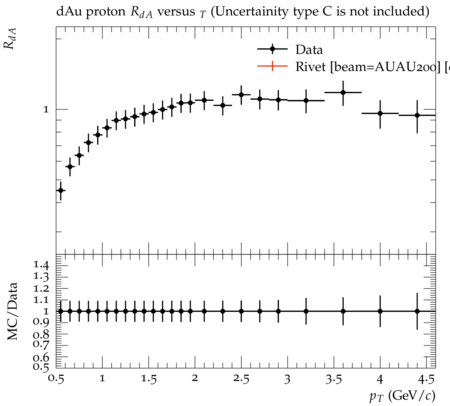 dAu proton R_dA versus _T (Uncertainity type C is not included)
R_dA
Data
Rivet [beam=AUAU200] [
1
MC/Data
1.4
1.3
1.2
1.1
1
0.9
0.8
0.7
0.6
0.5
0.5 1 1.5 2 2.5 3 3.5 4 4.5
p_T (GeV/c)